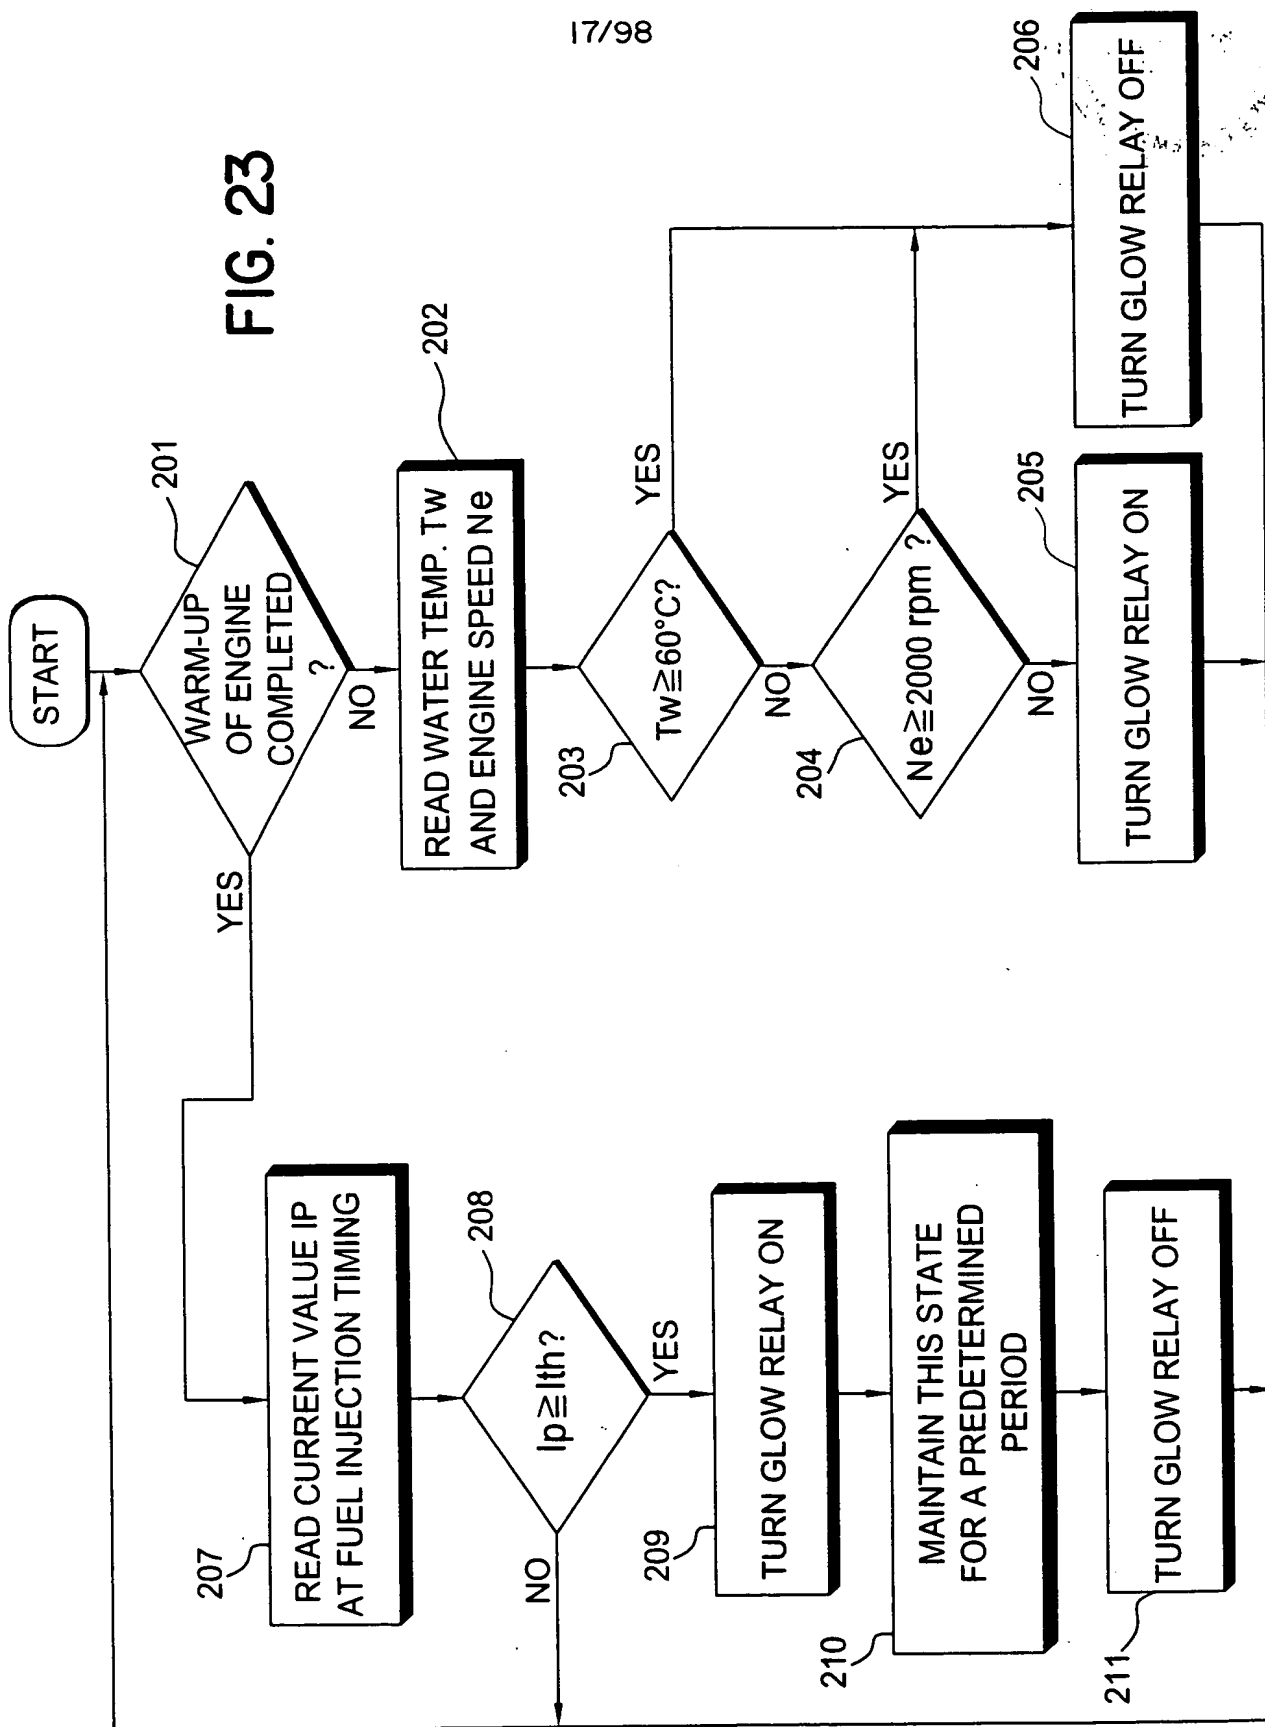 17/98
FIG. 23
START
WARM-UP
OF ENGINE
COMPLETED
?
201
YES
NO
READ WATER TEMP. Tw
AND ENGINE SPEED Ne
202
Tw≧60°C?
203
YES
NO
Ne≧2000 rpm ?
204
YES
NO
TURN GLOW RELAY ON
205
TURN GLOW RELAY OFF
206
READ CURRENT VALUE IP
AT FUEL INJECTION TIMING
207
Ip≧Ith?
208
NO
YES
TURN GLOW RELAY ON
209
MAINTAIN THIS STATE
FOR A PREDETERMINED
PERIOD
210
TURN GLOW RELAY OFF
211